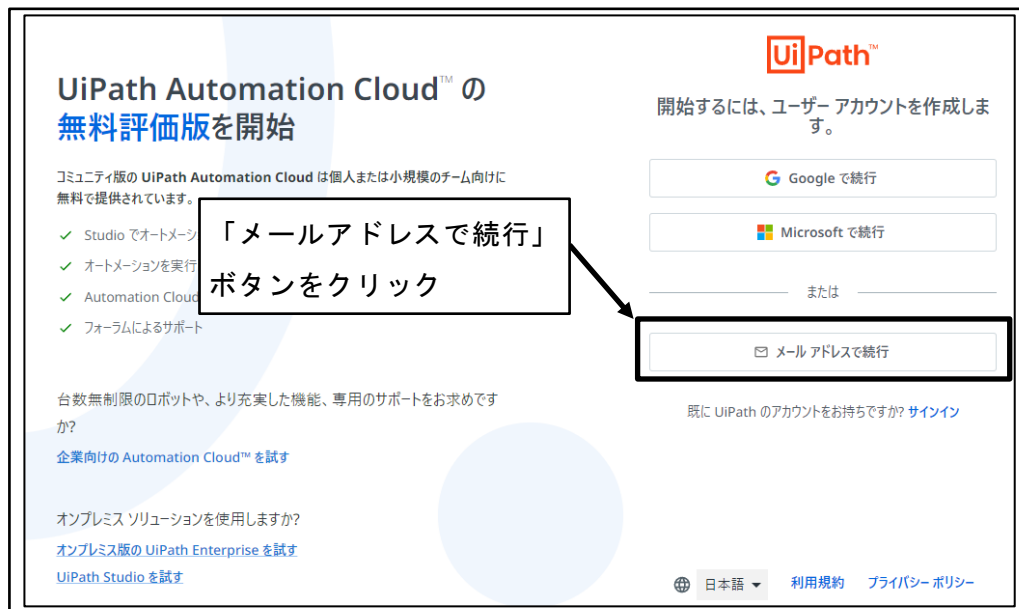 UiPath Automation Cloud™ の
無料評価版を開始
コミュニティ版の UiPath Automation Cloud は個人または小規模のチーム向けに
無料で提供されています。
Studio でオートメーシ
オートメーションを実行
Automation Cloud
フォーラムによるサポート
「メールアドレスで続行」
ボタンをクリック
台数無制限のロボットや、より充実した機能、専用のサポートをお求めです
か?
企業向けの Automation Cloud™ を試す
オンプレミス ソリューションを使用しますか?
オンプレミス版の UiPath Enterprise を試す
UiPath Studio を試す
UiPath™
開始するには、ユーザー アカウントを作成しま
す。
Google で続行
Microsoft で続行
または
メール アドレスで続行
既に UiPath のアカウントをお持ちですか? サインイン
日本語 利用規約 プライバシー ポリシー